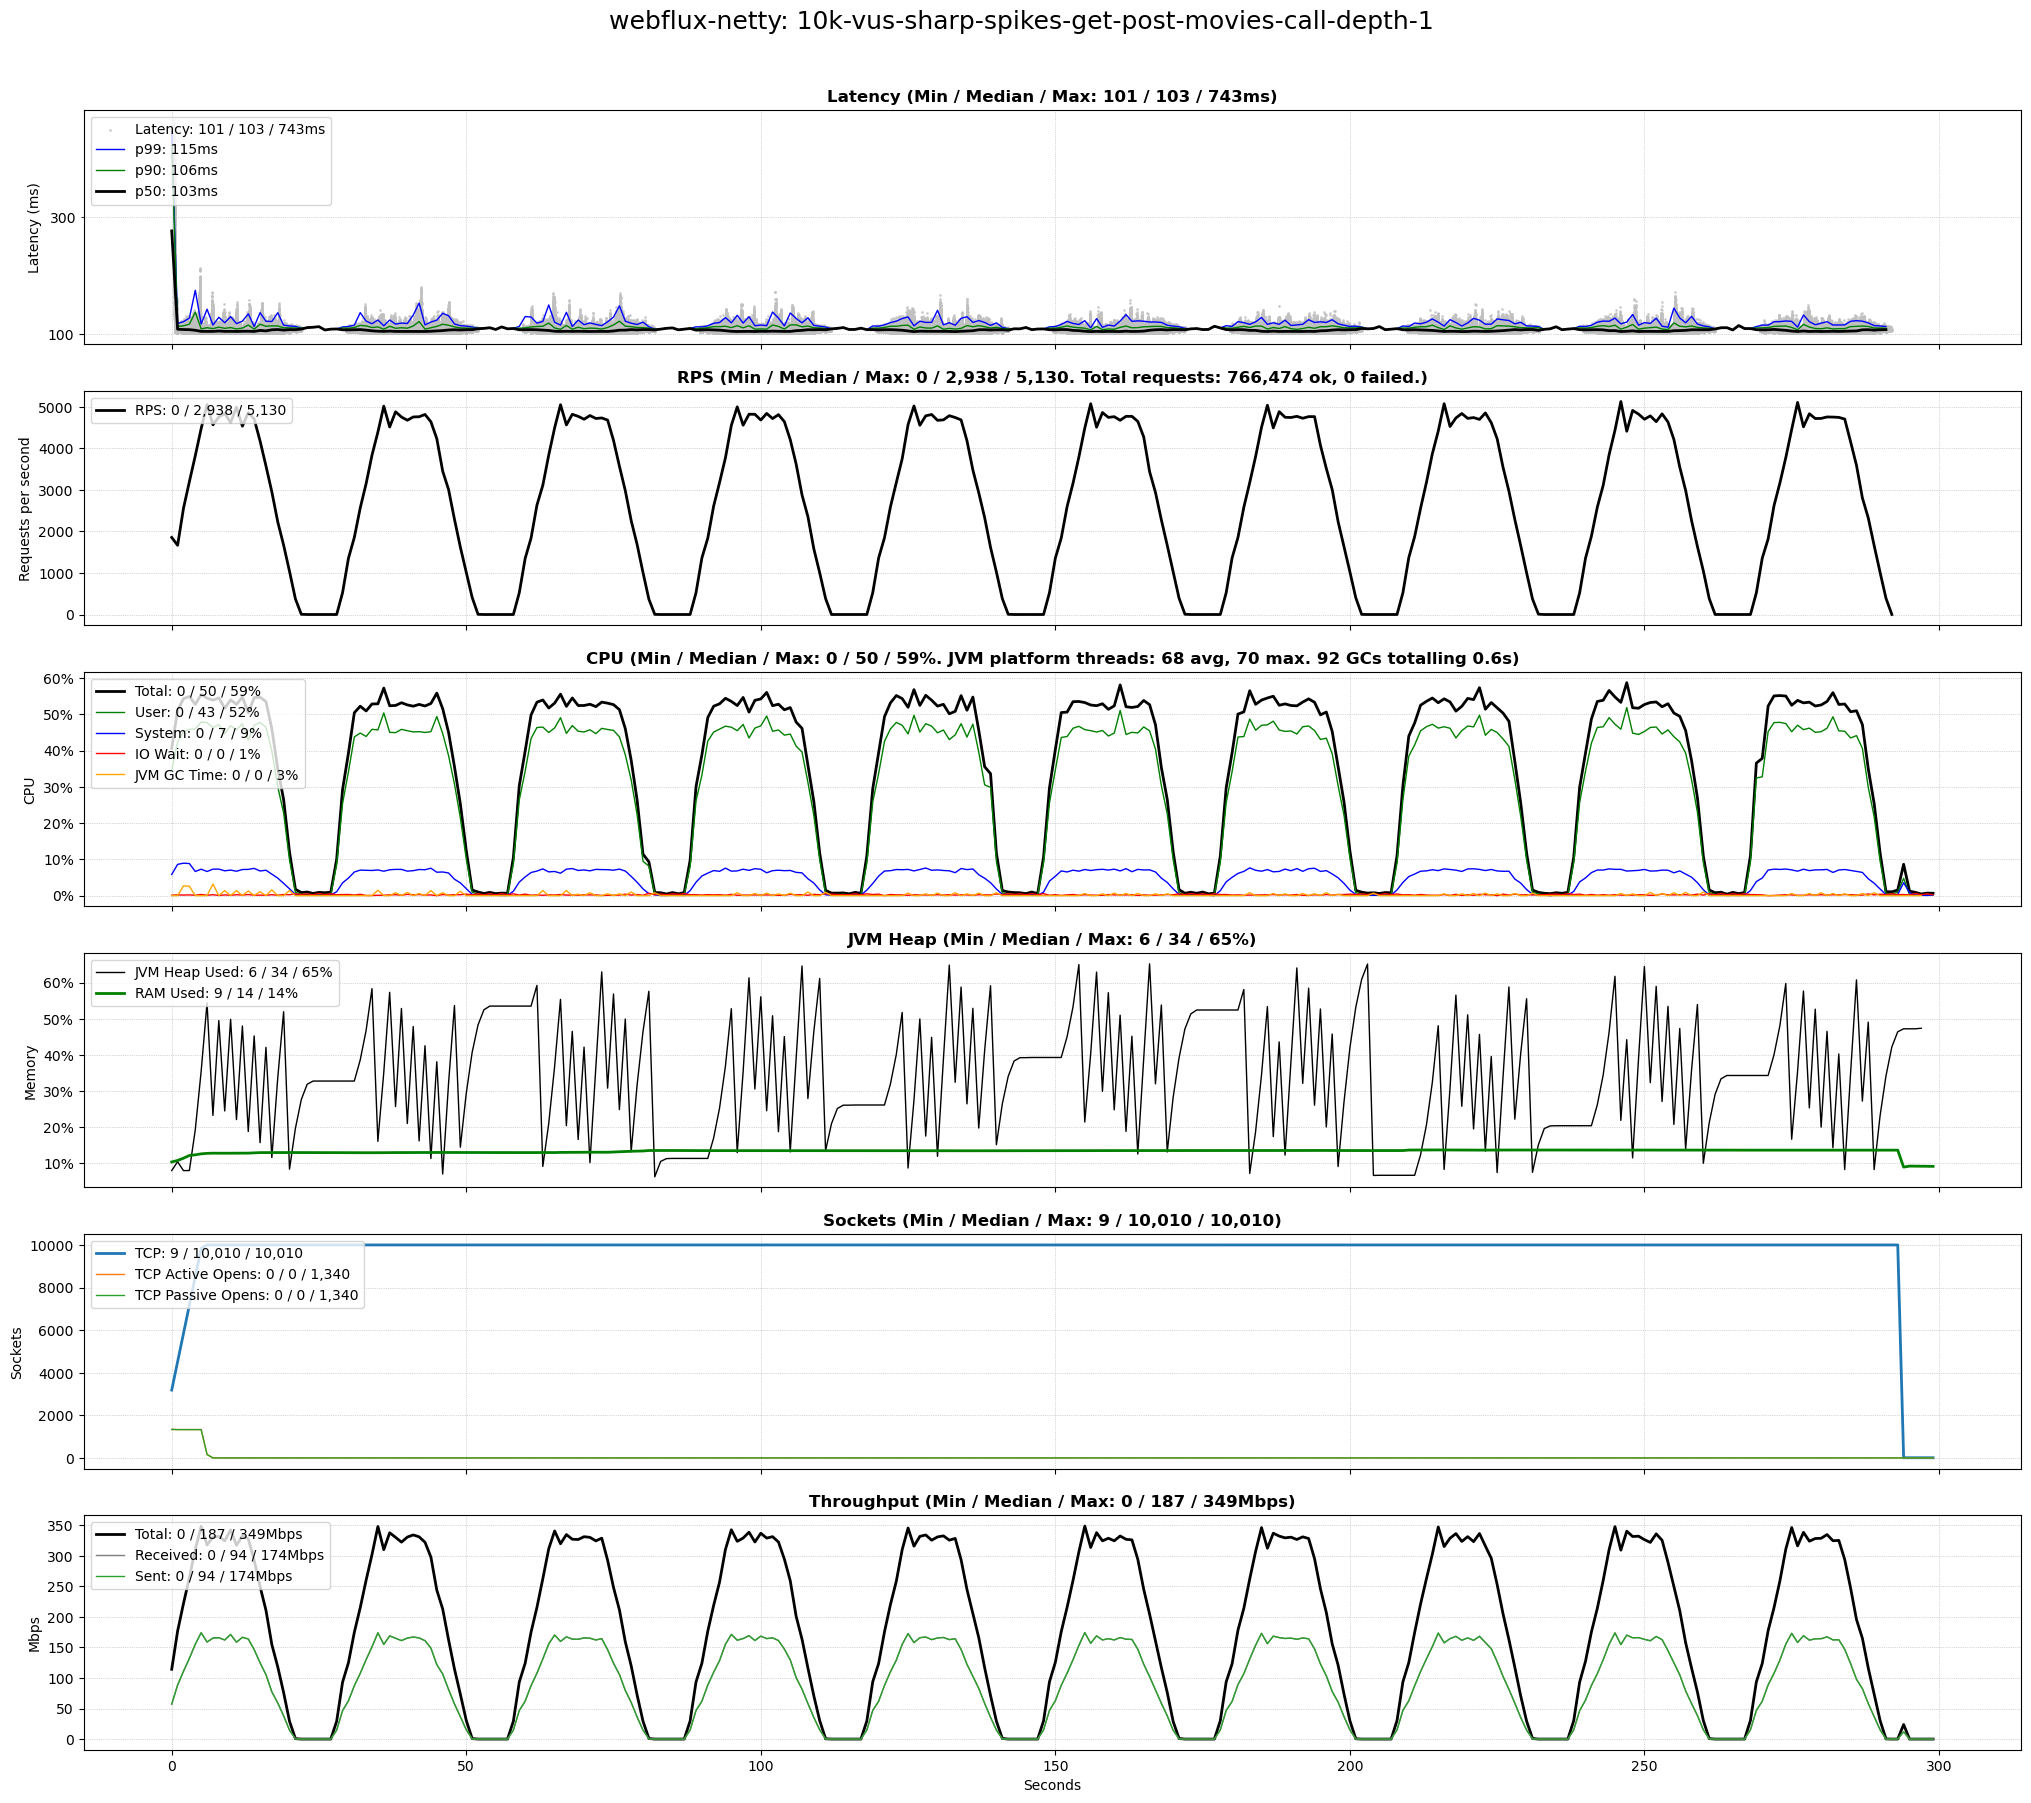 webflux-netty: 10k-vus-sharp-spikes-get-post-movies-call-depth-1
Latency (Min / Median / Max: 101 / 103 / 743ms)
Latency: 101 / 103 / 743ms
p99: 115ms
p90: 106ms
p50: 103ms
Latency (ms)
300
100
RPS (Min / Median / Max: 0 / 2,938 / 5,130. Total requests: 766,474 ok, 0 failed.)
RPS: 0 / 2,938 / 5,130
Requests per second
5000
4000
3000
2000
1000
0
CPU (Min / Median / Max: 0 / 50 / 59%. JVM platform threads: 68 avg, 70 max. 92 GCs totalling 0.6s)
Total: 0 / 50 / 59%
User: 0 / 43 / 52%
System: 0 / 7 / 9%
IO Wait: 0 / 0 / 1%
JVM GC Time: 0 / 0 / 3%
CPU
60%
50%
40%
30%
20%
10%
0%
JVM Heap (Min / Median / Max: 6 / 34 / 65%)
JVM Heap Used: 6 / 34 / 65%
RAM Used: 9 / 14 / 14%
Memory
60%
50%
40%
30%
20%
10%
Sockets (Min / Median / Max: 9 / 10,010 / 10,010)
TCP: 9 / 10,010 / 10,010
TCP Active Opens: 0 / 0 / 1,340
TCP Passive Opens: 0 / 0 / 1,340
Sockets
10000
8000
6000
4000
2000
0
Throughput (Min / Median / Max: 0 / 187 / 349Mbps)
Total: 0 / 187 / 349Mbps
Received: 0 / 94 / 174Mbps
Sent: 0 / 94 / 174Mbps
Mbps
350
300
250
200
150
100
50
0
0 50 100 150 200 250 300
Seconds